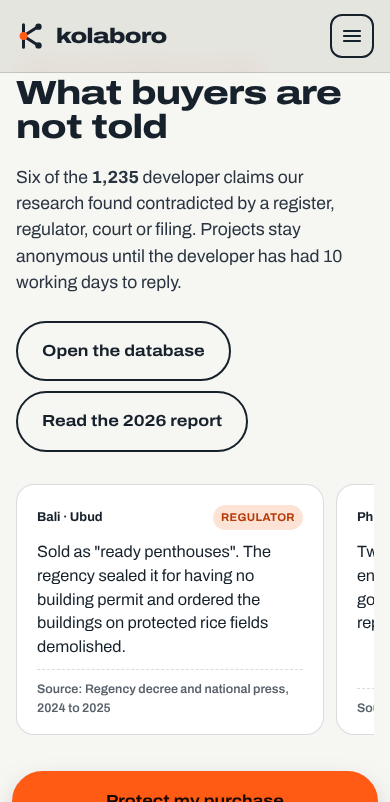 kolaboro
What buyers are
not told
Six of the 1,235 developer claims our
research found contradicted by a register,
regulator, court or filing. Projects stay
anonymous until the developer has had 10
working days to reply.
Open the database
Read the 2026 report
Bali · Ubud
REGULATOR
Sold as "ready penthouses". The
regency sealed it for having no
building permit and ordered the
buildings on protected rice fields
demolished.
Source: Regency decree and national press,
2024 to 2025
Protect my purchase